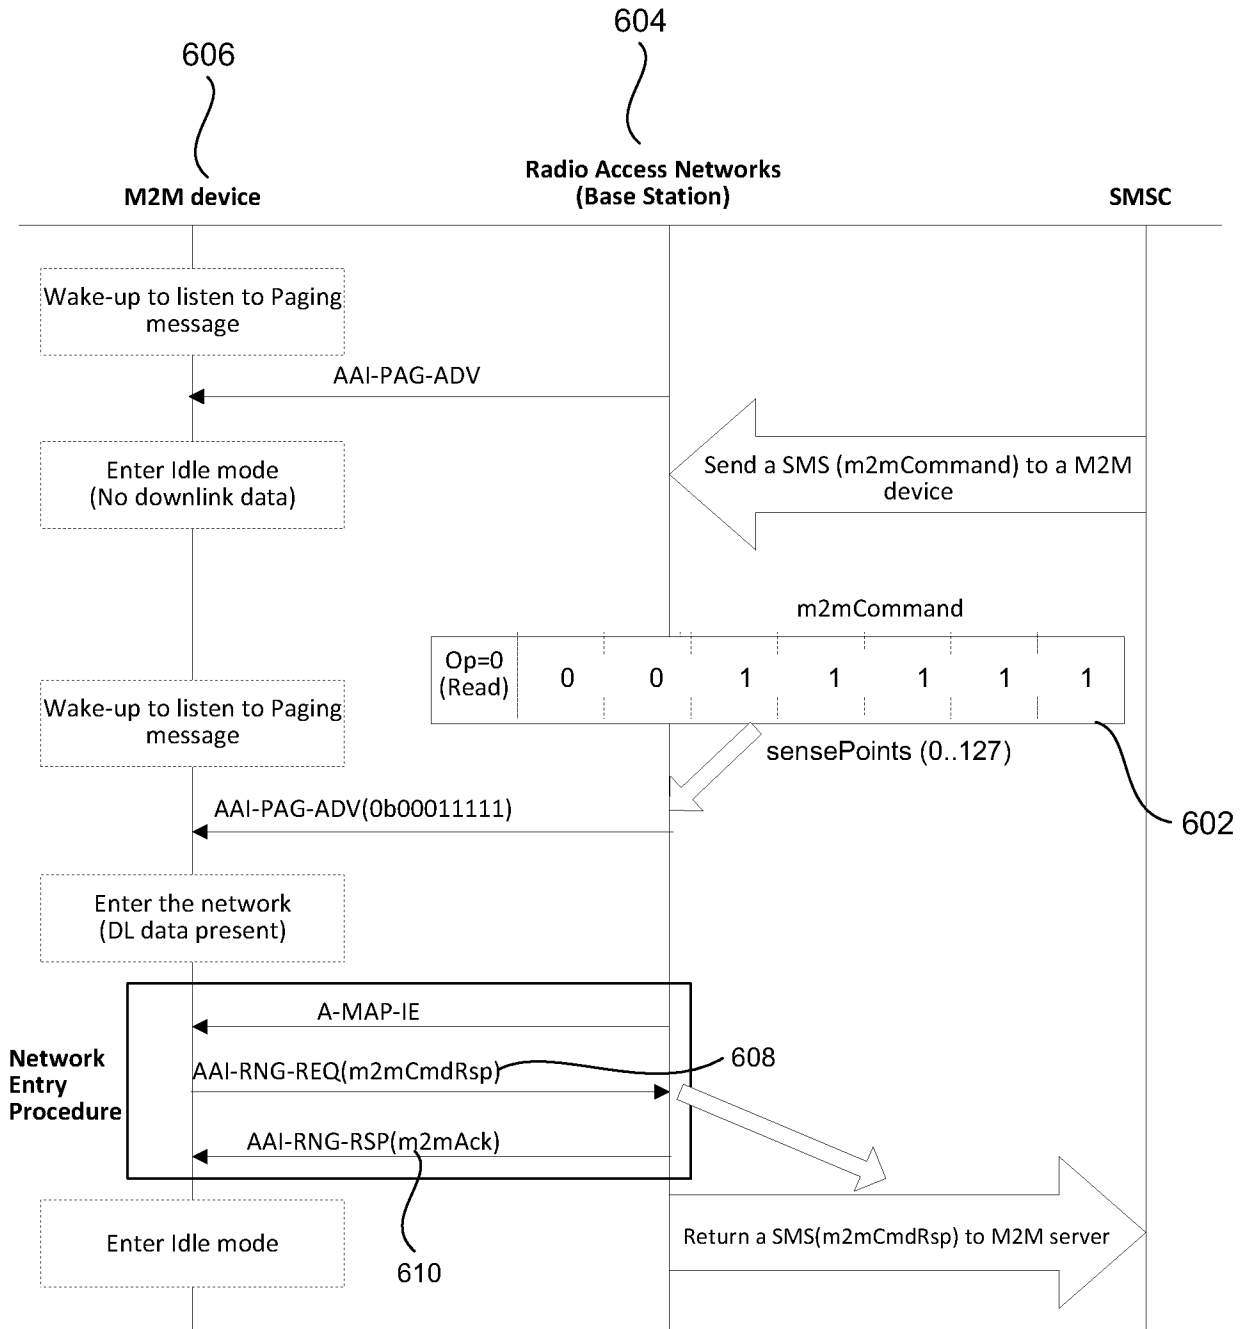 604
606
Radio Access Networks
(Base Station)
M2M device
SMSC
Wake-up to listen to Paging
message
AAI-PAG-ADV
Enter Idle mode
(No downlink data)
Send a SMS (m2mCommand) to a M2M
device
m2mCommand
Op=0
(Read)
0 0 1 1 1 1 1
Wake-up to listen to Paging
message
sensePoints (0..127)
602
AAI-PAG-ADV(0b00011111)
Enter the network
(DL data present)
A-MAP-IE
Network
Entry
Procedure
AAI-RNG-REQ(m2mCmdRsp)
608
AAI-RNG-RSP(m2mAck)
610
Enter Idle mode
Return a SMS(m2mCmdRsp) to M2M server